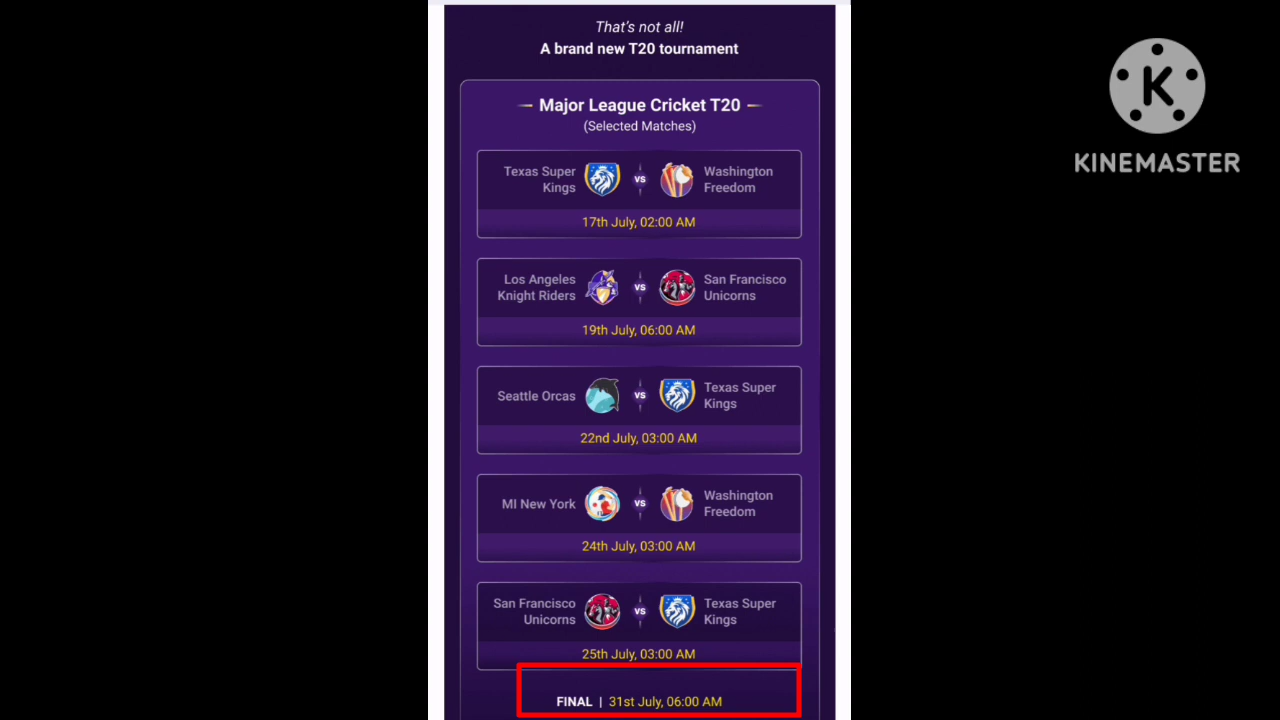 That's not all!
A brand new T20 tournament
Major League Cricket T20
(Selected Matches)
Texas Super
Kings
VS
Washington
Freedom
17th July, 02:00 AM
Los Angeles
Knight Riders
VS
San Francisco
Unicorns
19th July, 06:00 AM
Seattle Orcas
VS
Texas Super
Kings
22nd July, 03:00 AM
MI New York
VS
Washington
Freedom
24th July, 03:00 AM
San Francisco
Unicorns
VS
Texas Super
Kings
25th July, 03:00 AM
FINAL | 31st July, 06:00 AM
K
KINEMASTER